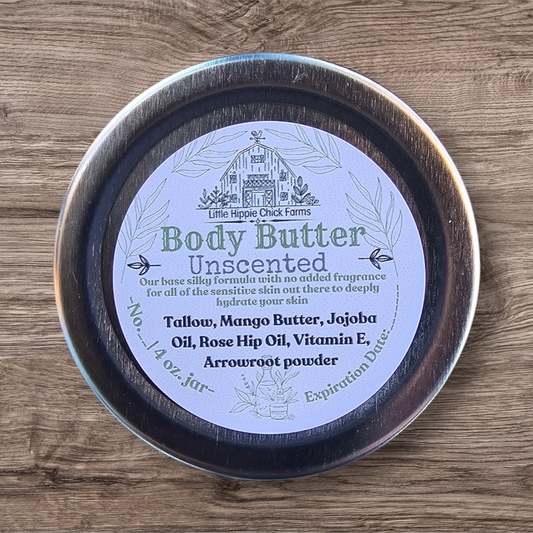 Little Hippie Chick Farms
Body Butter
Unscented
Our base silky formula with no added fragrance
for all of the sensitive skin out there to deeply
hydrate your skin
Tallow, Mango Butter, Jojoba
Oil, Rose Hip Oil, Vitamin E,
Arrowroot powder
-No.__| 4 oz. jar-
Expiration Date:______